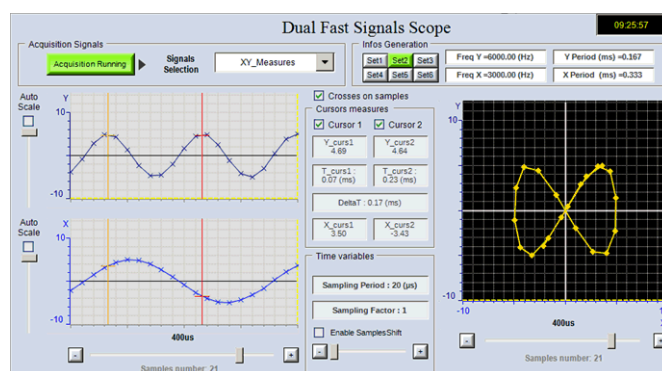 Dual Fast Signals Scope
09:25:57
Acquisition Signals
Acquisition Running
Signals
Selection
XY_Measures
Infos Generation
Set1 Set2 Set3
Set4 Set5 Set6
Freq Y =6000.00 (Hz)
Y Period (ms) =0.167
Freq X =3000.00 (Hz)
X Period (ms) =0.333
Auto
Scale
Y
10
0
-10
Auto
Scale
X
10
0
-10
400us
- +
Samples number: 21
Crosses on samples
Cursors measures
Cursor 1 Cursor 2
Y_curs1
4.69
Y_curs2
4.64
T_curs1 :
0.07 (ms)
T_curs2 :
0.23 (ms)
DeltaT : 0.17 (ms)
X_curs1
3.50
X_curs2
-3.43
Time variables
Sampling Period : 20 (µs)
Sampling Factor : 1
Enable SamplesShift
- +
Y
10
0
-10
-10 0
400us
-
Samples number: 21